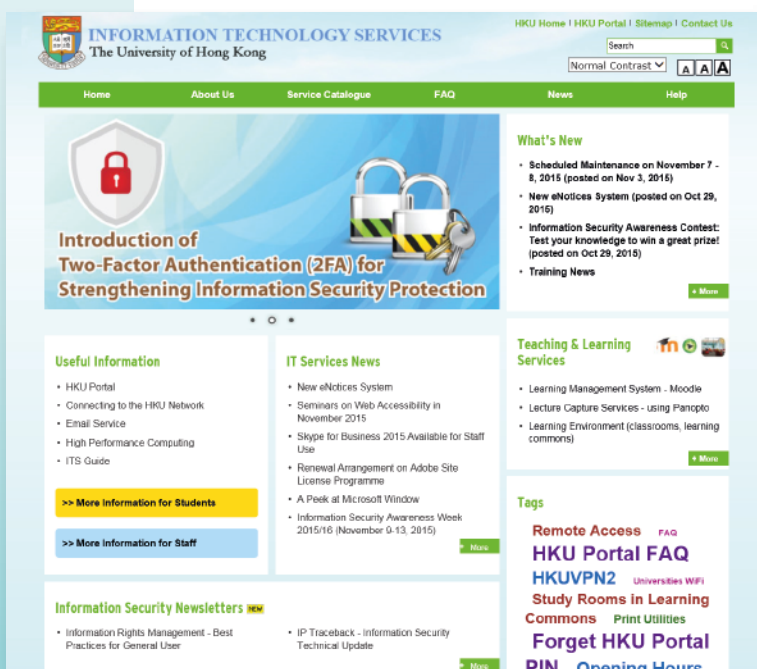 HKU Home | HKU Portal | Sitemap | Contact Us
INFORMATION TECHNOLOGY SERVICES
The University of Hong Kong
Search
Normal Contrast
A A A
Home About Us Service Catalogue FAQ News Help
Introduction of
Two-Factor Authentication (2FA) for
Strengthening Information Security Protection
What's New
• Scheduled Maintenance on November 7 -
8, 2015 (posted on Nov 3, 2015)
• New eNotices System (posted on Oct 29,
2015)
• Information Security Awareness Contest:
Test your knowledge to win a great prize!
(posted on Oct 29, 2015)
• Training News
+ More
Useful Information
• HKU Portal
• Connecting to the HKU Network
• Email Service
• High Performance Computing
• ITS Guide
>> More Information for Students
>> More Information for Staff
IT Services News
• New eNotices System
• Seminars on Web Accessibility in
November 2015
• Skype for Business 2015 Available for Staff
Use
• Renewal Arrangement on Adobe Site
License Programme
• A Peek at Microsoft Window
• Information Security Awareness Week
2015/16 (November 9-13, 2015)
+ More
Teaching & Learning
Services
• Learning Management System - Moodle
• Lecture Capture Services - using Panopto
• Learning Environment (classrooms, learning
commons)
+ More
Information Security Newsletters NEW
• Information Rights Management - Best
Practices for General User
• IP Traceback - Information Security
Technical Update
+ More
Tags
Remote Access FAQ
HKU Portal FAQ
HKUVPN2 Universities WiFi
Study Rooms in Learning
Commons Print Utilities
Forget HKU Portal
PIN Opening Hours